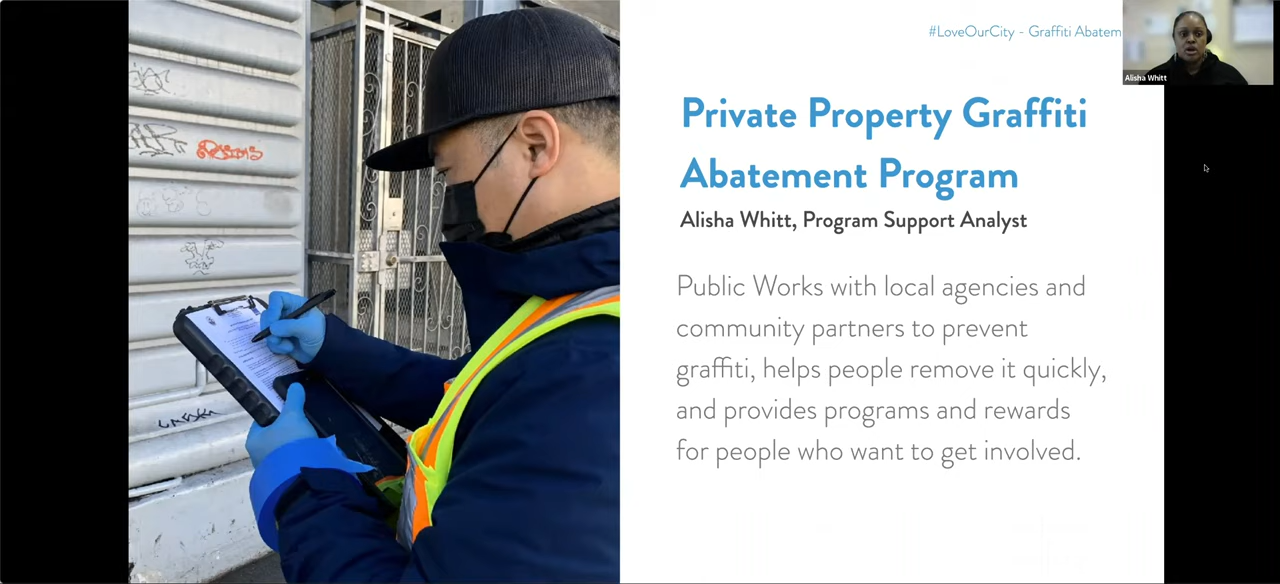 #LoveOurCity - Graffiti Abatem
Alisha Whitt
Private Property Graffiti
Abatement Program
Alisha Whitt, Program Support Analyst
Public Works with local agencies and
community partners to prevent
graffiti, helps people remove it quickly,
and provides programs and rewards
for people who want to get involved.